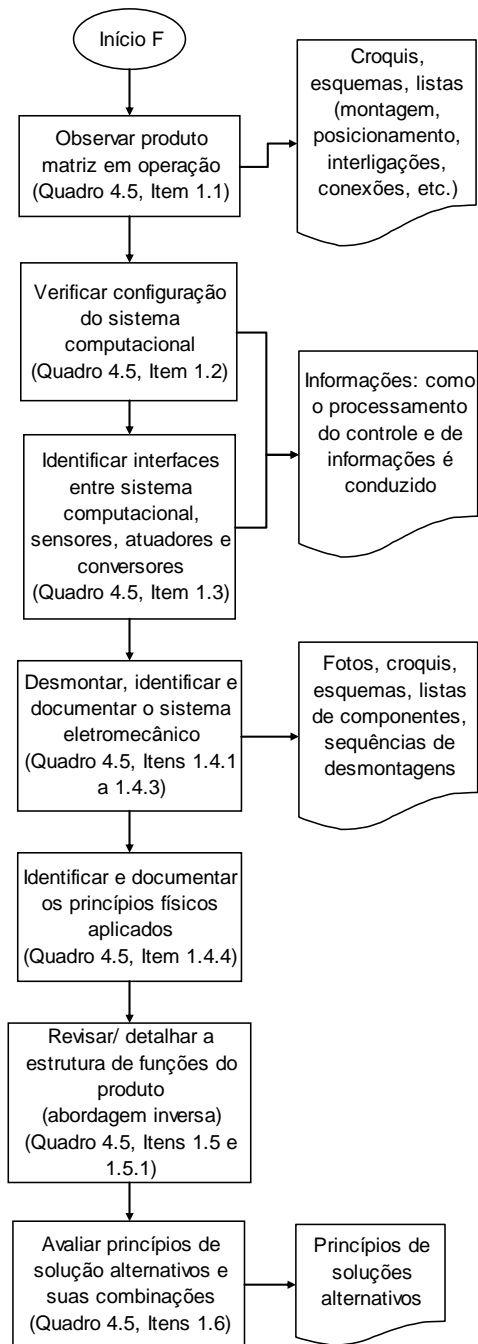 Início F
Croquis,
esquemas, listas
(montagem,
posicionamento,
interligações,
conexões, etc.)
Observar produto
matriz em operação
(Quadro 4.5, Item 1.1)
Verificar configuração
do sistema
computacional
(Quadro 4.5, Item 1.2)
Informações: como
o processamento
do controle e de
informações é
conduzido
Identificar interfaces
entre sistema
computacional,
sensores, atuadores e
conversores
(Quadro 4.5, Item 1.3)
Desmontar, identificar e
documentar o sistema
eletromecânico
(Quadro 4.5, Itens 1.4.1
a 1.4.3)
Fotos, croquis,
esquemas, listas
de componentes,
sequências de
desmontagens
Identificar e documentar
os princípios físicos
aplicados
(Quadro 4.5, Item 1.4.4)
Revisar/ detalhar a
estrutura de funções do
produto
(abordagem inversa)
(Quadro 4.5, Itens 1.5 e
1.5.1)
Avaliar princípios de
solução alternativos e
suas combinações
(Quadro 4.5, Itens 1.6)
Princípios de
soluções
alternativos